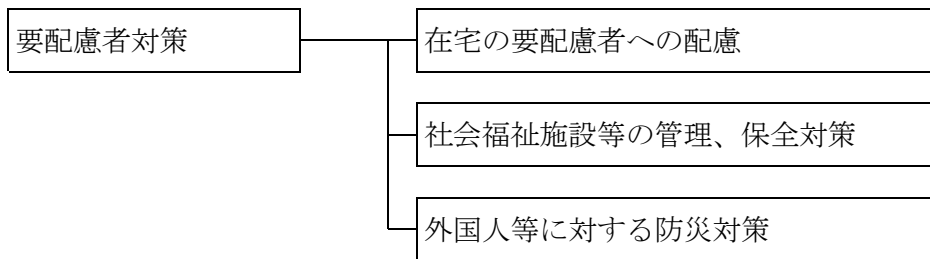 要配慮者対策
在宅の要配慮者への配慮
社会福祉施設等の管理、保全対策
外国人等に対する防災対策